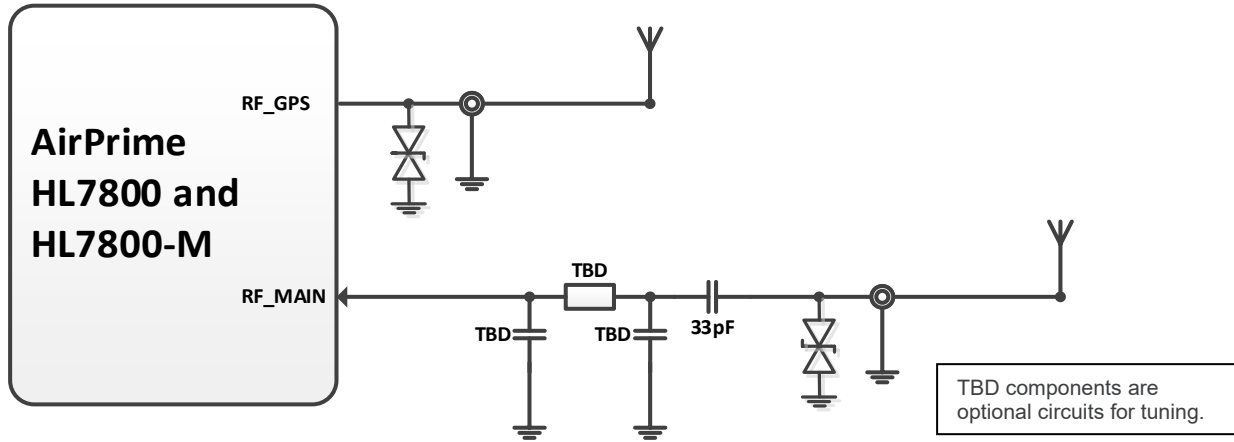 RF_GPS
AirPrime
HL7800 and
HL7800-M
RF_MAIN
TBD
TBD
TBD
33pF
TBD components are
optional circuits for tuning.